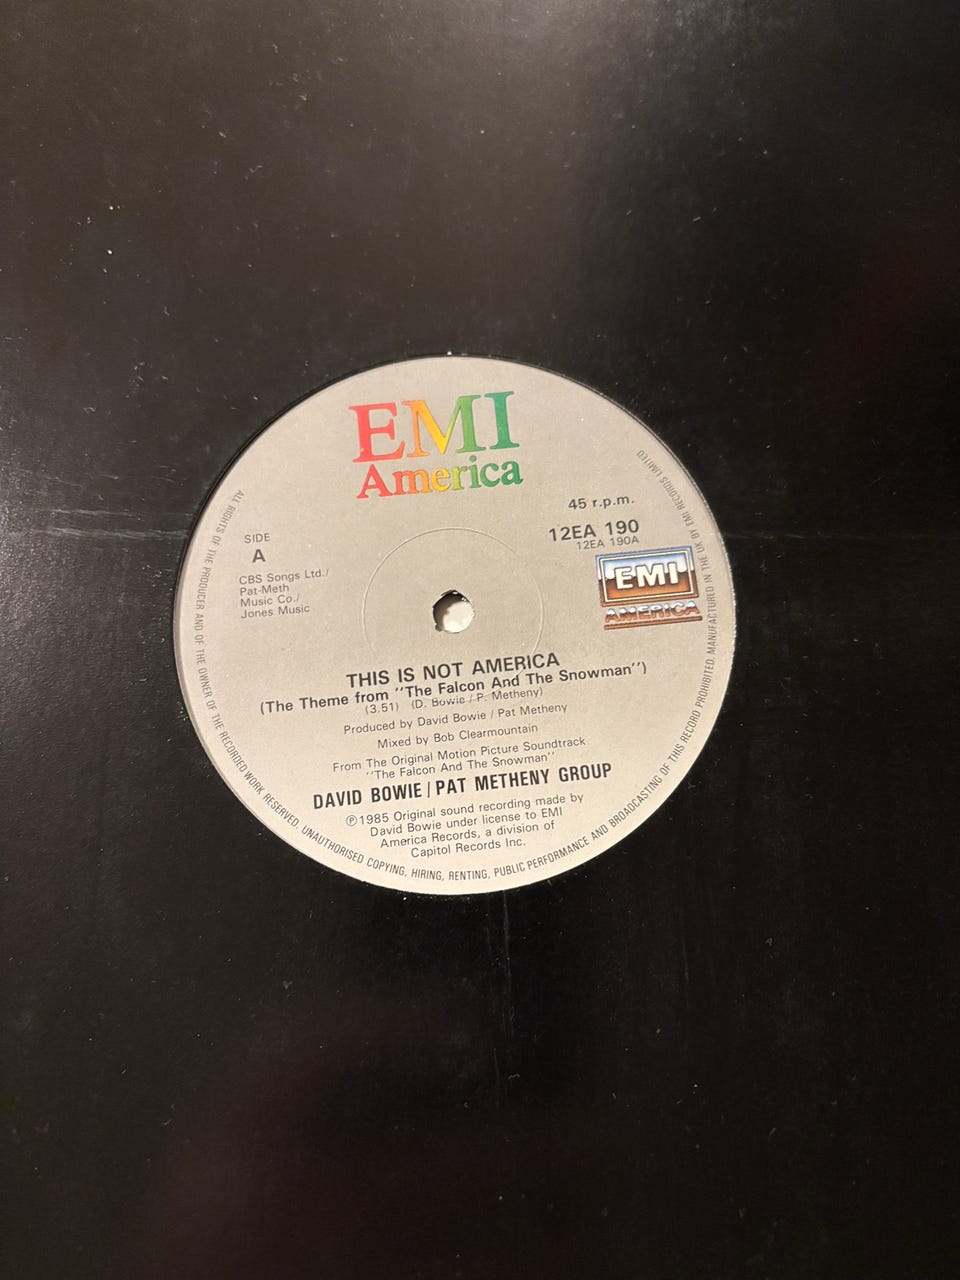 EMI
America
45 r.p.m.
12EA 190
12EA 190A
SIDE
A
EMI
AMERICA
CBS Songs Ltd./
Pat-Meth
Music Co./
Jones Music
THIS IS NOT AMERICA
(The Theme from "The Falcon And The Snowman")
(3.51) (D. Bowie / P. Metheny)
Produced by David Bowie / Pat Metheny
Mixed by Bob Clearmountain
From The Original Motion Picture Soundtrack
"The Falcon And The Snowman"
DAVID BOWIE / PAT METHENY GROUP
℗1985 Original sound recording made by
David Bowie under license to EMI
America Records, a division of
Capitol Records Inc.
ALL RIGHTS OF THE PRODUCER AND OF THE OWNER OF THE RECORDED WORK RESERVED. UNAUTHORISED COPYING, HIRING, RENTING, PUBLIC PERFORMANCE AND BROADCASTING OF THIS RECORD PROHIBITED. MANUFACTURED IN THE UK BY EMI RECORDS LIMITED